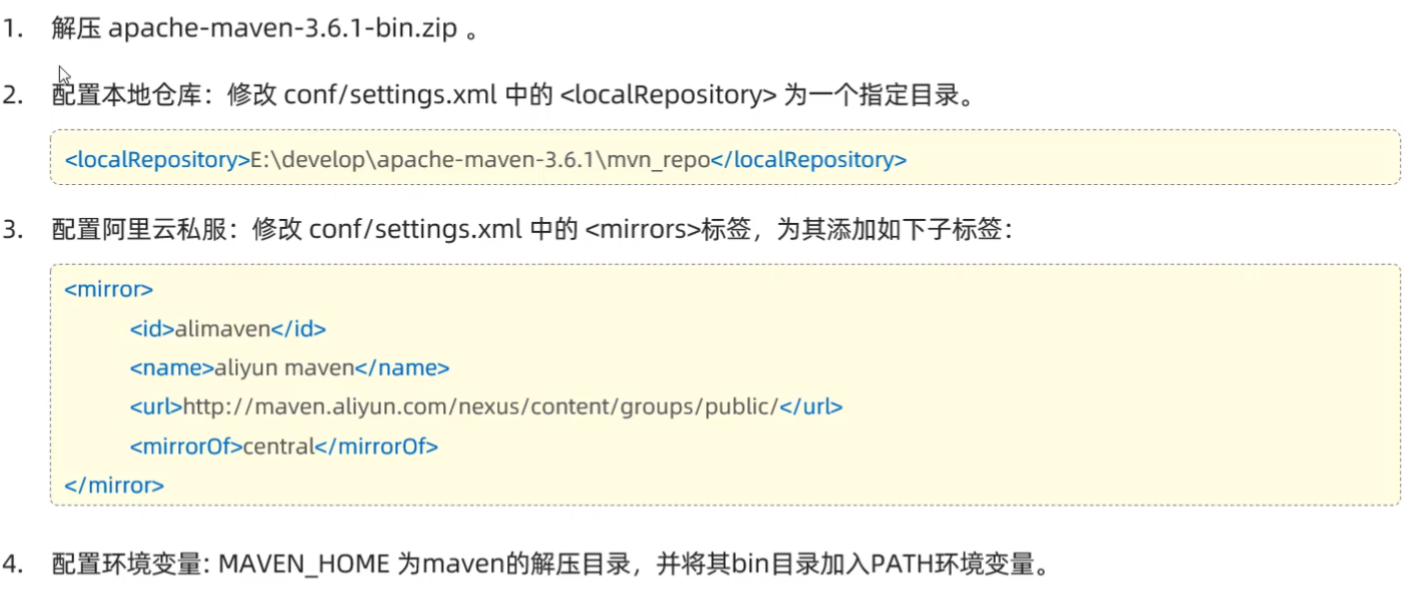 1. 解压 apache-maven-3.6.1-bin.zip 。
2. 配置本地仓库：修改 conf/settings.xml 中的 <localRepository> 为一个指定目录。
<localRepository>E:\develop\apache-maven-3.6.1\mvn_repo</localRepository>
3. 配置阿里云私服：修改 conf/settings.xml 中的 <mirrors>标签，为其添加如下子标签：
<mirror>
<id>alimaven</id>
<name>aliyun maven</name>
<url>http://maven.aliyun.com/nexus/content/groups/public/</url>
<mirrorOf>central</mirrorOf>
</mirror>
4. 配置环境变量: MAVEN_HOME 为maven的解压目录，并将其bin目录加入PATH环境变量。